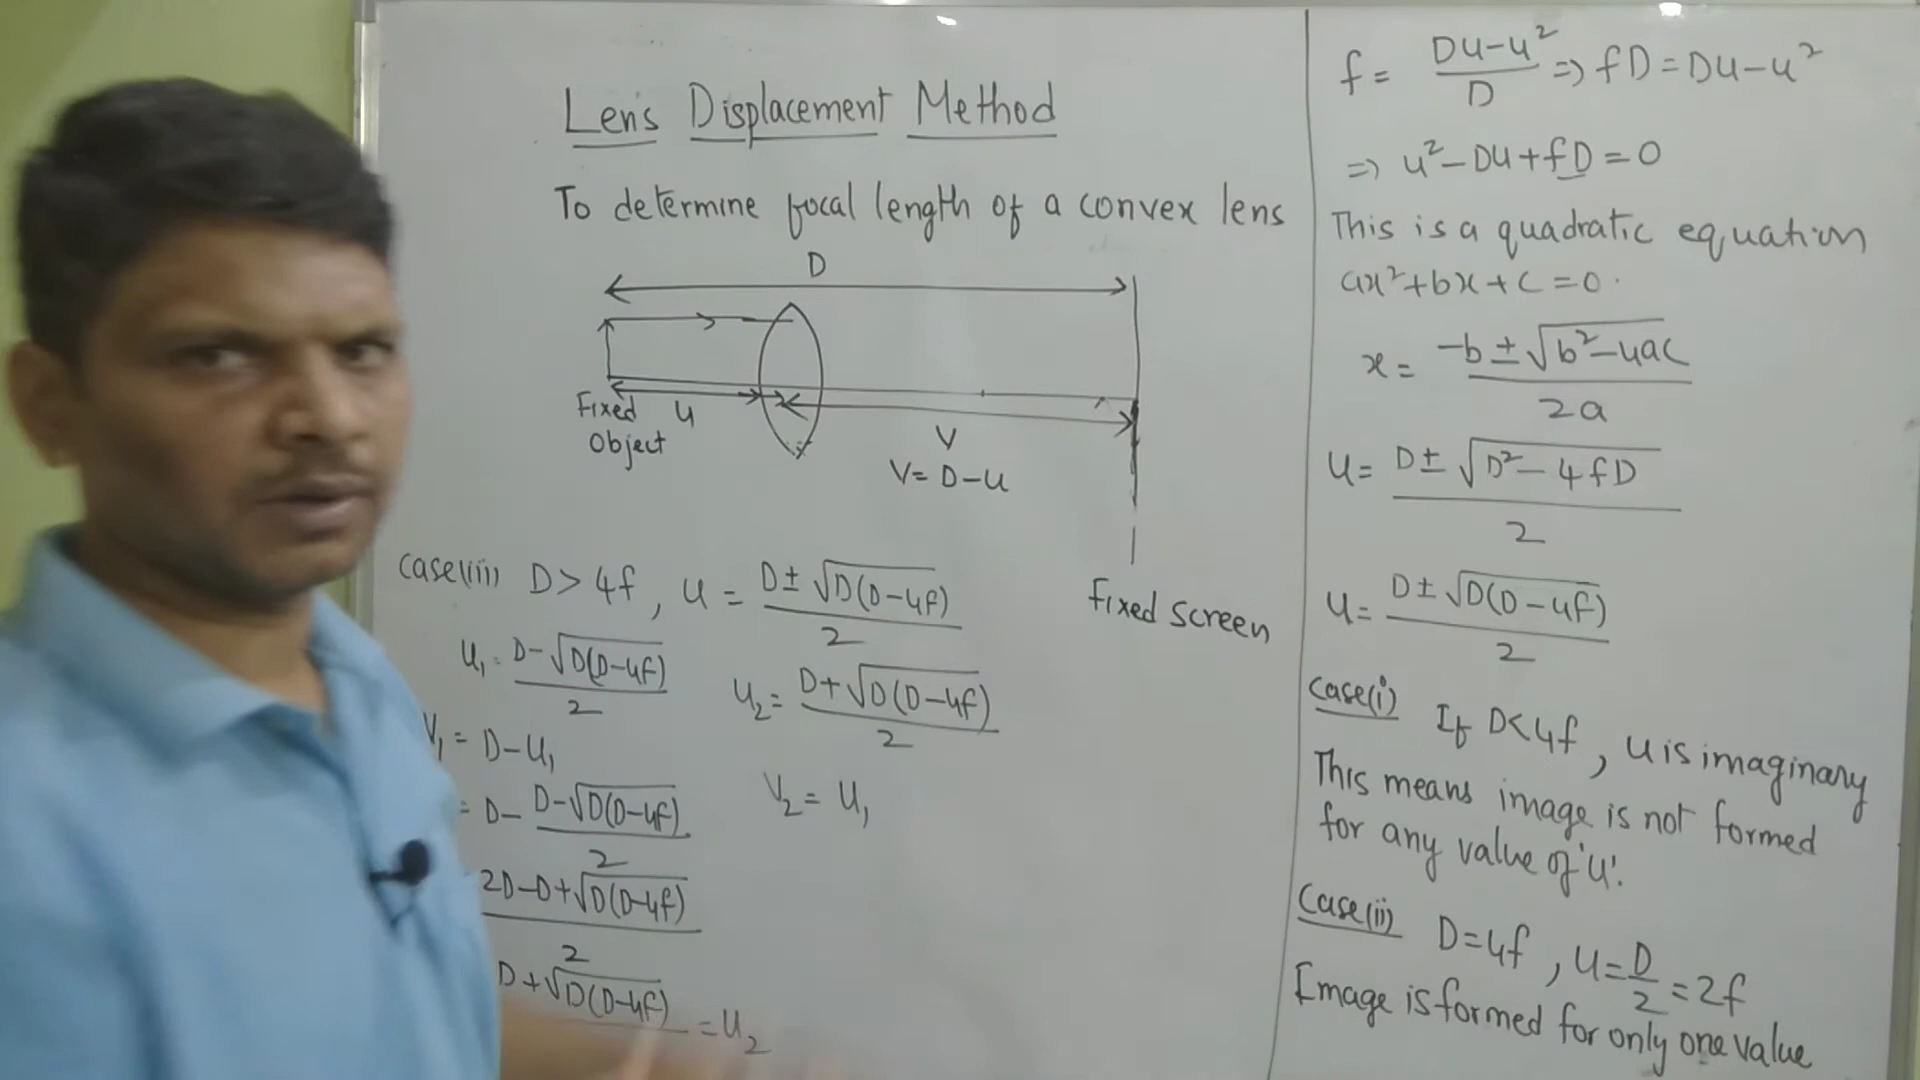 Lens Displacement Method
To determine focal length of a convex lens
D
Fixed
Object
u
V
V = D-u
Fixed Screen
Case(iii) D > 4f, u = D ± √D(D-4f) / 2
u₁ = D - √D(D-4f) / 2
u₂ = D + √D(D-4f) / 2
V₁ = D - u₁
= D - D - √D(D-4f) / 2
2D - D + √D(D-4f) / 2
D + √D(D-4f) = u₂
V₂ = u₁
f = Du-u² / D ⇒ fD = Du-u²
⇒ u² - Du + fD = 0
This is a quadratic equation
ax² + bx + c = 0.
x = -b ± √b²-4ac / 2a
u = D ± √D² - 4fD / 2
u = D ± √D(D-4f) / 2
Case(i) If D<4f, u is imaginary
This means image is not formed
for any value of 'u'.
Case(ii) D=4f, u = D/2 = 2f
Image is formed for only one value